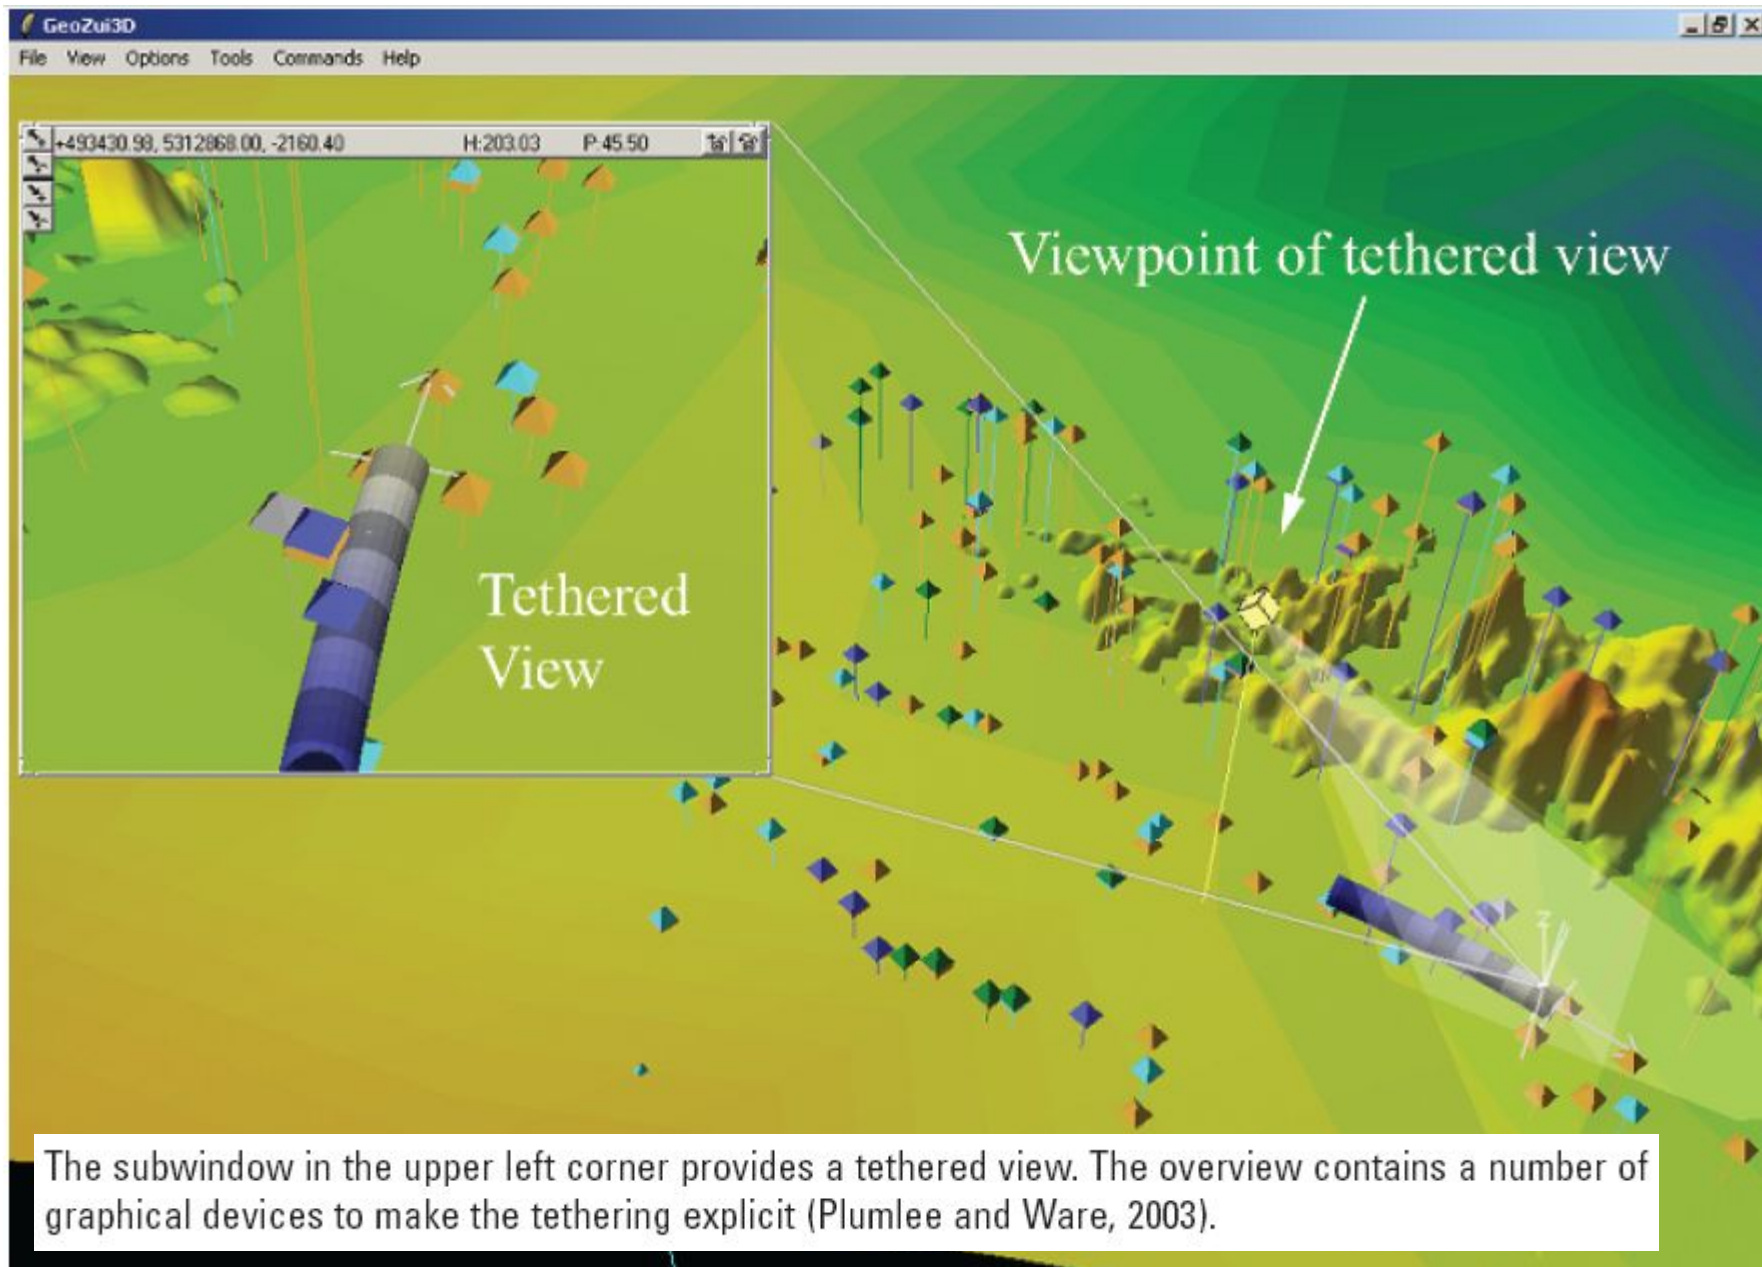 GeoZui3D
File View Options Tools Commands Help
+493430.98, 5312868.00, -2160.40 H:203.03 P:45.50
Viewpoint of tethered view
Tethered
View
Z
The subwindow in the upper left corner provides a tethered view. The overview contains a number of
graphical devices to make the tethering explicit (Plumlee and Ware, 2003).